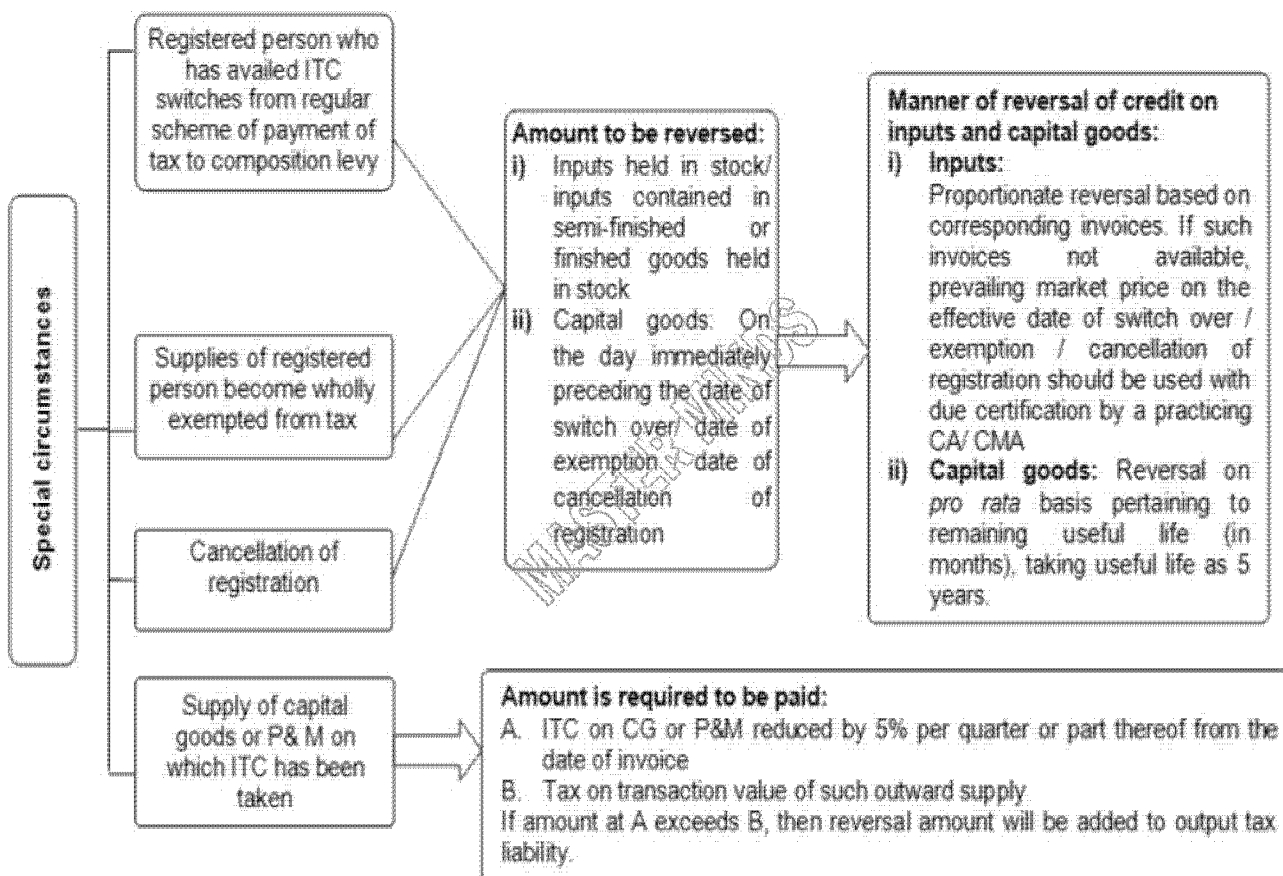 Special circumstances
Registered person who
has availed ITC
switches from regular
scheme of payment of
tax to composition levy
Supplies of registered
person become wholly
exempted from tax
Cancellation of
registration
Supply of capital
goods or P& M on
which ITC has been
taken
Amount to be reversed:
i) Inputs held in stock/
inputs contained in
semi-finished or
finished goods held
in stock
ii) Capital goods: On
the day immediately
preceding the date of
switch over/ date of
exemption date of
cancellation of
registration
Manner of reversal of credit on
inputs and capital goods:
i) Inputs:
Proportionate reversal based on
corresponding invoices. If such
invoices not available,
prevailing market price on the
effective date of switch over /
exemption / cancellation of
registration should be used with
due certification by a practicing
CA/ CMA
ii) Capital goods: Reversal on
pro rata basis pertaining to
remaining useful life (in
months), taking useful life as 5
years.
Amount is required to be paid:
A. ITC on CG or P&M reduced by 5% per quarter or part thereof from the
date of invoice
B. Tax on transaction value of such outward supply
If amount at A exceeds B, then reversal amount will be added to output tax
liability.